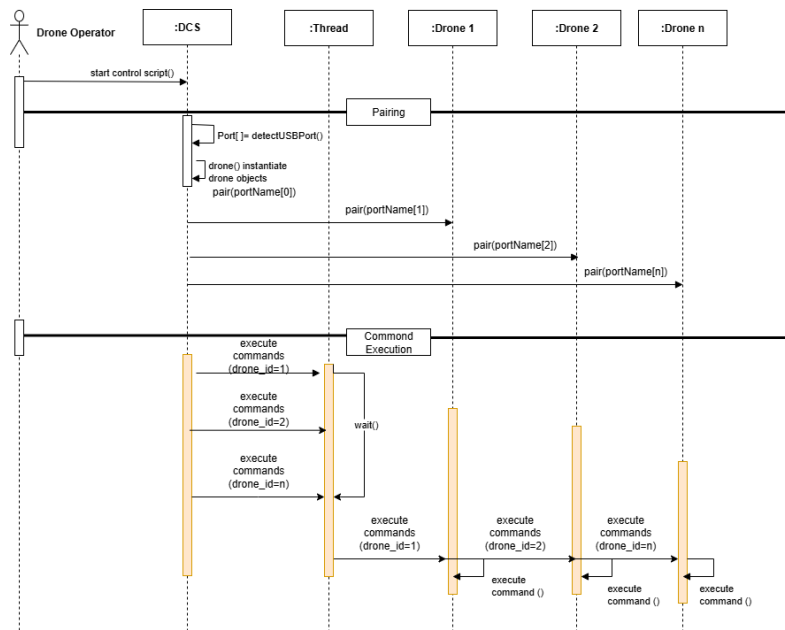 Drone Operator
:DCS
:Thread
:Drone 1
:Drone 2
:Drone n
start control script()
Pairing
Port[ ]= detectUSBPort()
drone() instantiate
drone objects
pair(portName[0])
pair(portName[1])
pair(portName[2])
pair(portName[n])
Commond
Execution
execute
commands
(drone_id=1)
execute
commands
(drone_id=2)
wait()
execute
commands
(drone_id=n)
execute
commands
(drone_id=1)
execute
commands
(drone_id=2)
execute
commands
(drone_id=n)
execute
command ()
execute
command ()
execute
command ()